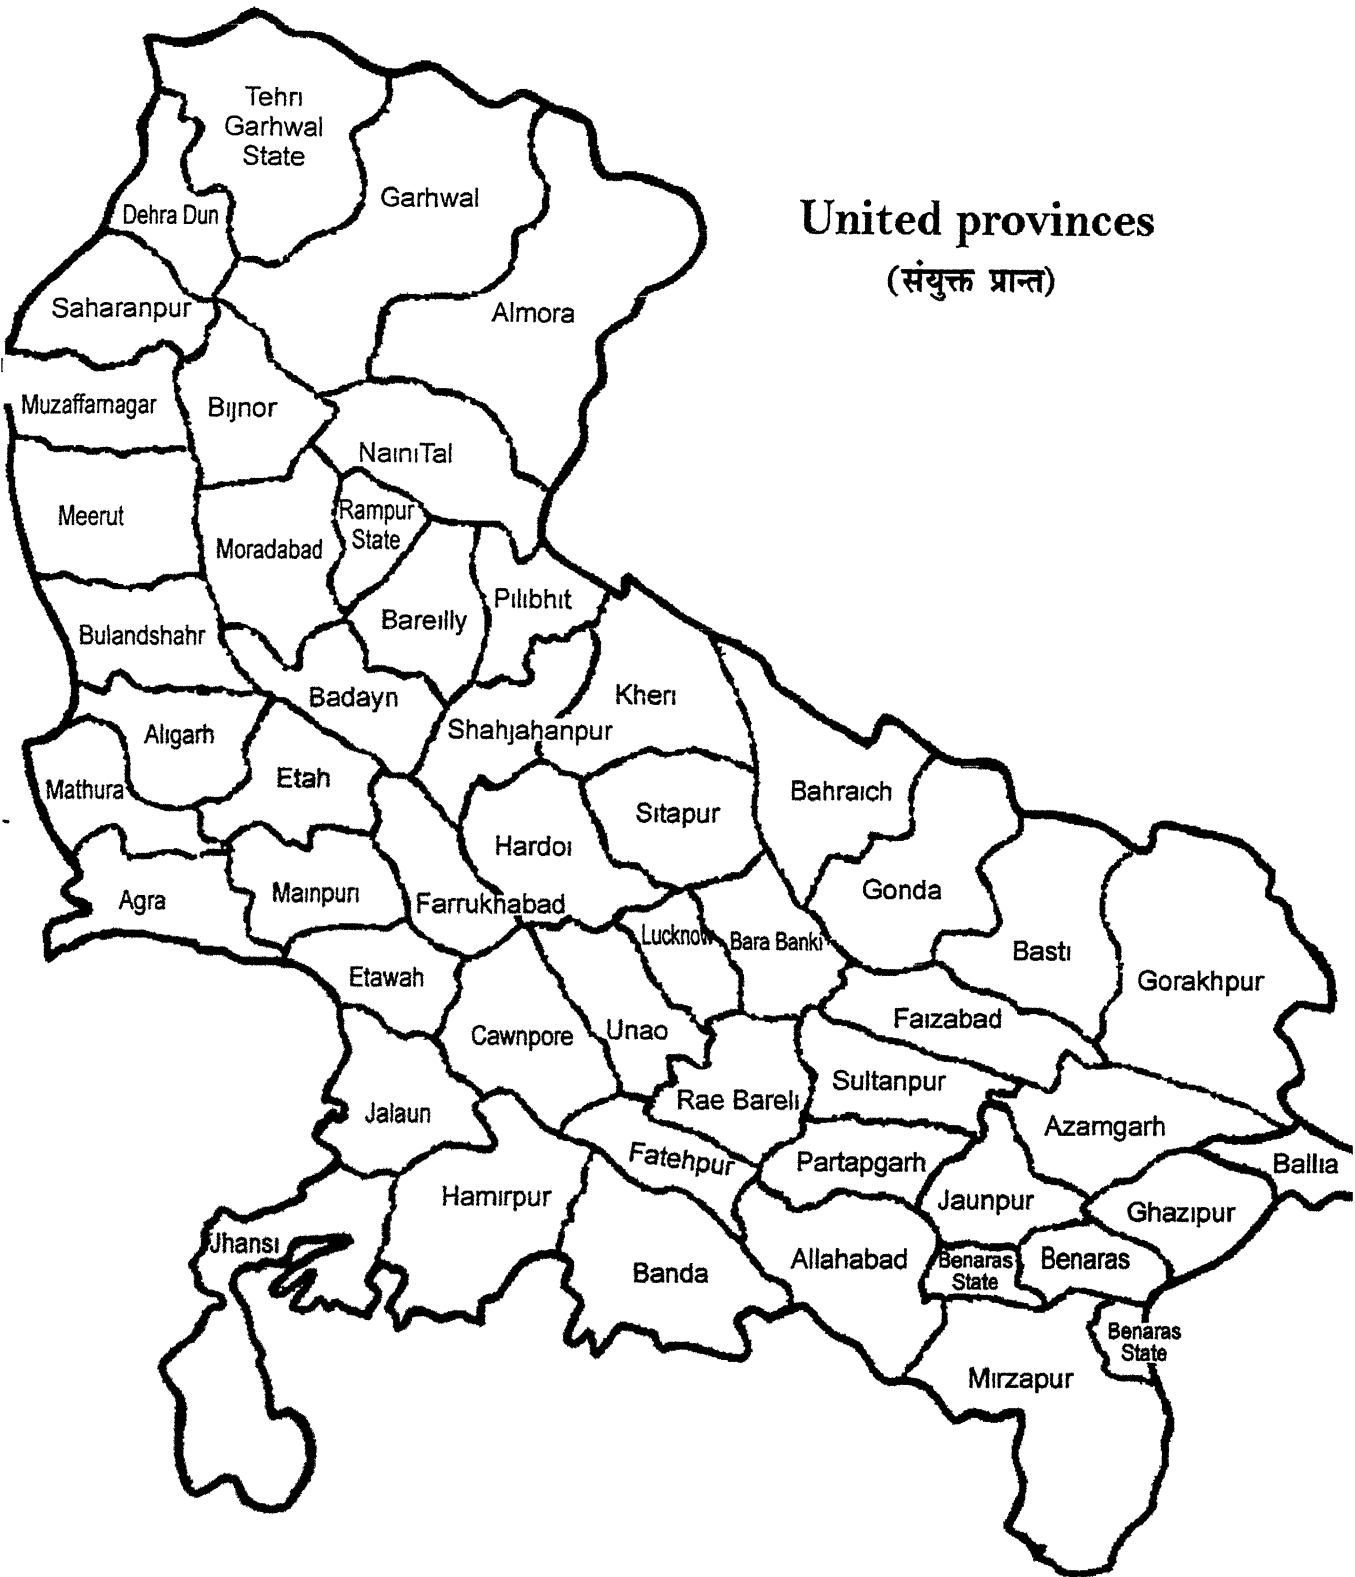 Tehri
Garhwal
State
Garhwal
United provinces
(संयुक्त प्रान्त)
Dehra Dun
Saharanpur
Almora
Muzaffarnagar
Bijnor
Naini Tal
Meerut
Rampur
State
Moradabad
Pilibhit
Bareilly
Bulandshahr
Badayn
Kheri
Shahjahanpur
Aligarh
Etah
Mathura
Bahraich
Sitapur
Hardoi
Gonda
Mainpuri
Agra
Farrukhabad
Lucknow
Bara Banki
Basti
Etawah
Gorakhpur
Faizabad
Cawnpore
Unao
Sultanpur
Rae Bareli
Jalaun
Azamgarh
Fatehpur
Partapgarh
Ballia
Hamirpur
Jaunpur
Ghazipur
Jhansi
Allahabad
Benaras
State
Benaras
Banda
Benaras
State
Mirzapur